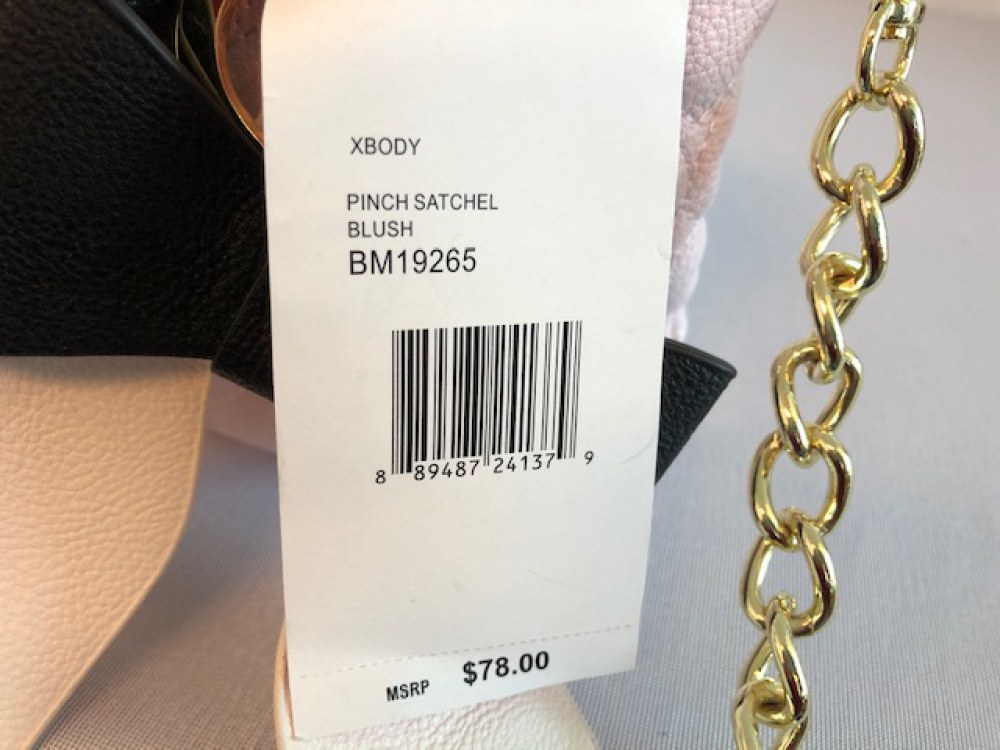 XBODY
PINCH SATCHEL
BLUSH
BM19265
8 89487 24137 9
MSRP $78.00